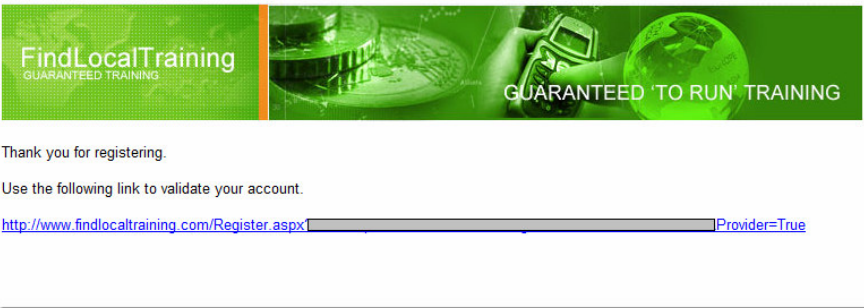 FindLocalTraining
GUARANTEED TRAINING
GUARANTEED 'TO RUN' TRAINING
Thank you for registering.
Use the following link to validate your account.
http://www.findlocaltraining.com/Register.aspx? Provider=True